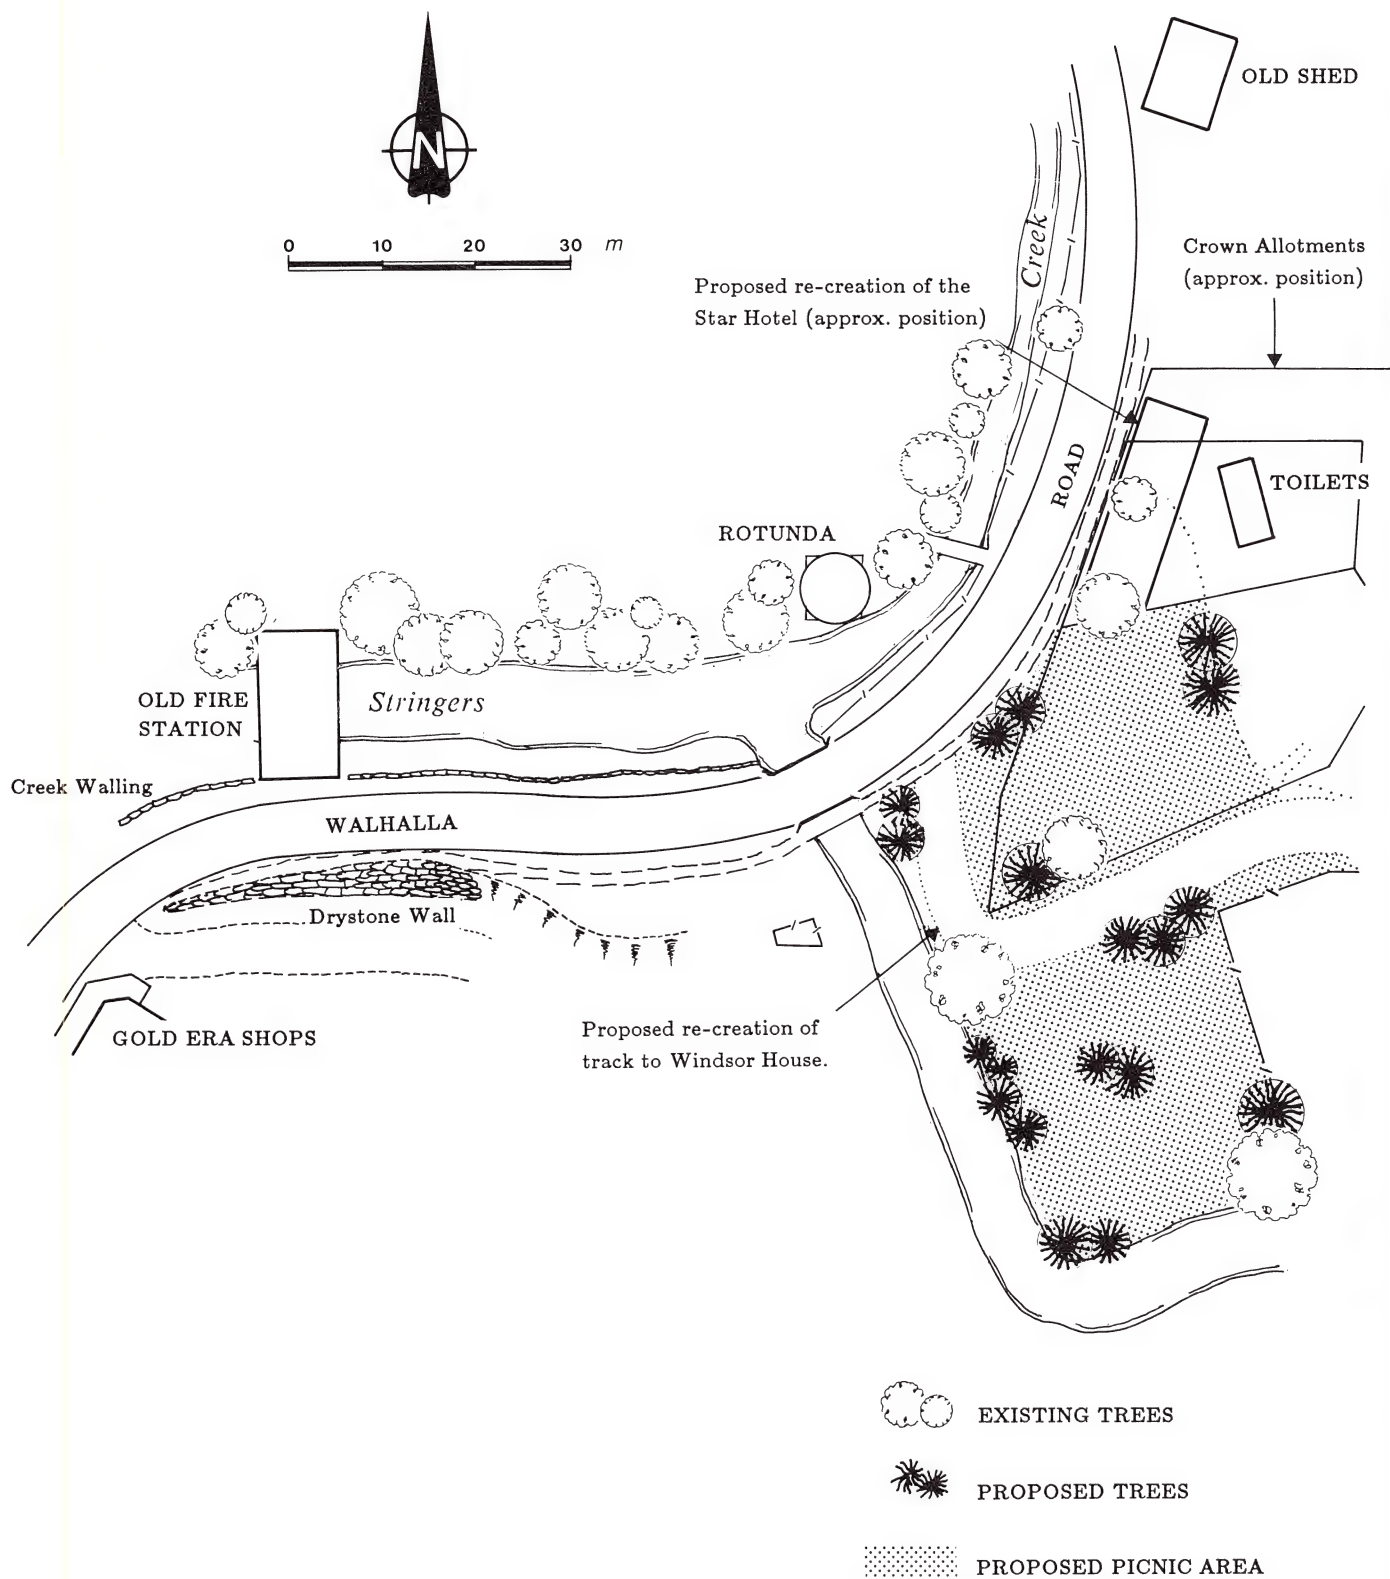 OLD SHED
N
0 10 20 30 m
Creek
Crown Allotments
(approx. position)
Proposed re-creation of the
Star Hotel (approx. position)
ROAD
TOILETS
ROTUNDA
OLD FIRE
STATION
Stringers
Creek Walling
WALHALLA
Drystone Wall
GOLD ERA SHOPS
Proposed re-creation of
track to Windsor House.
EXISTING TREES
PROPOSED TREES
PROPOSED PICNIC AREA